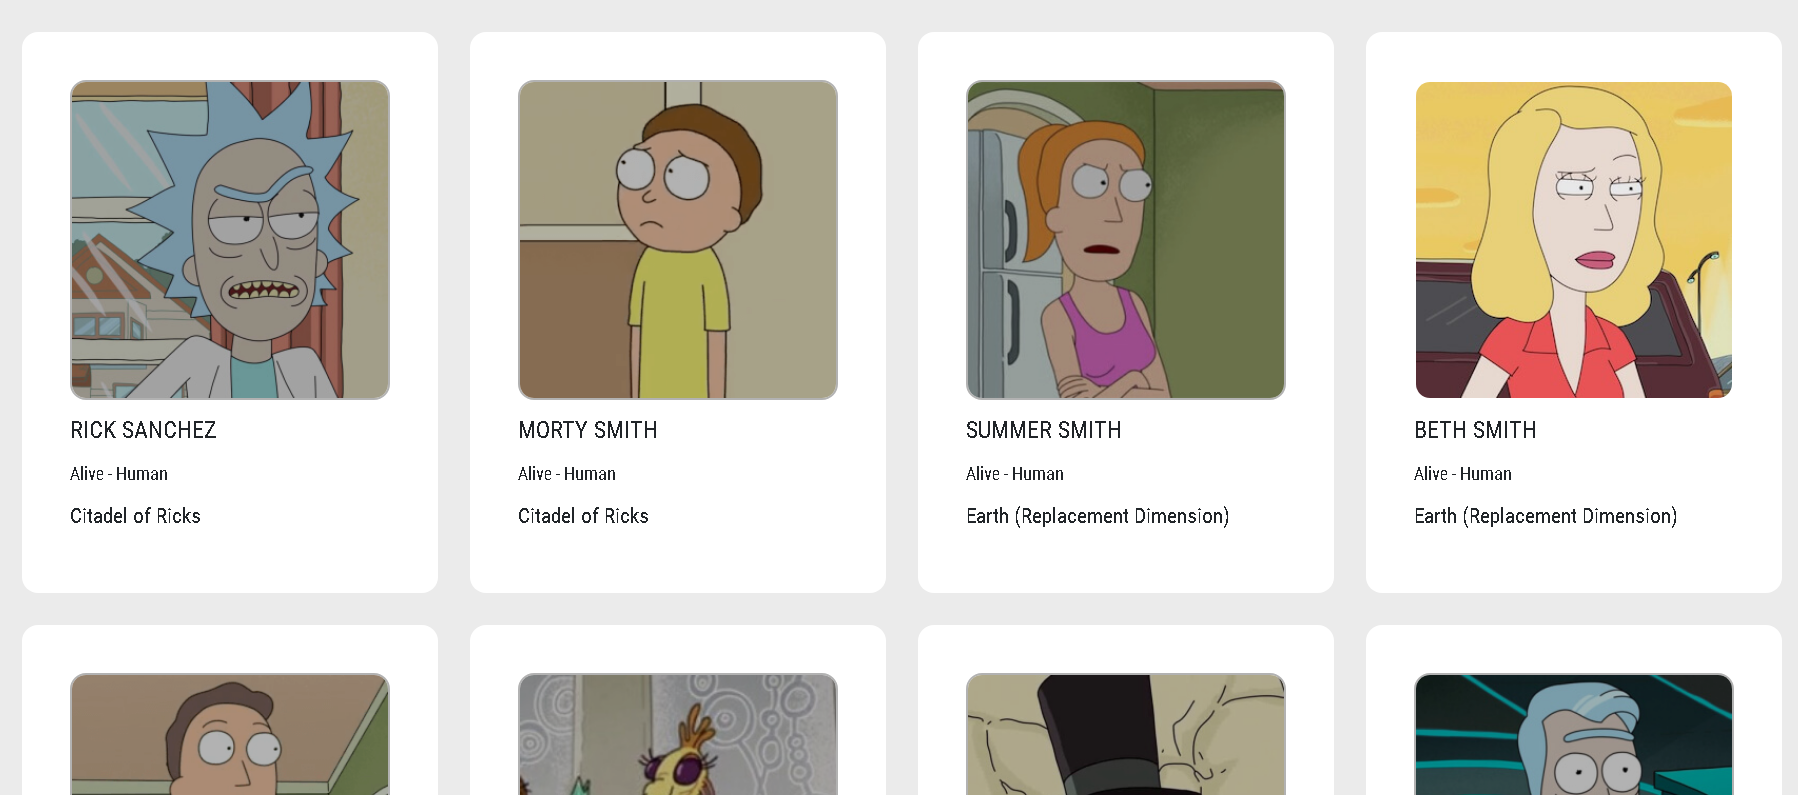 RICK SANCHEZ
Alive - Human
Citadel of Ricks
MORTY SMITH
Alive - Human
Citadel of Ricks
SUMMER SMITH
Alive - Human
Earth (Replacement Dimension)
BETH SMITH
Alive - Human
Earth (Replacement Dimension)